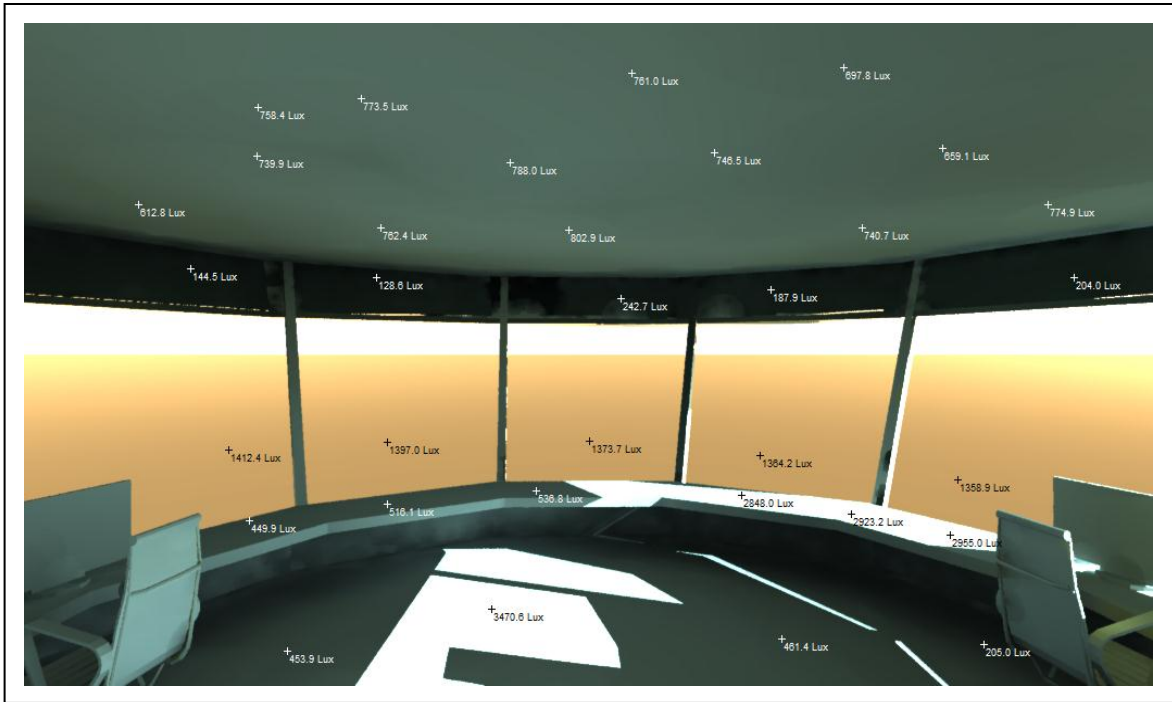 761.0 Lux
697.8 Lux
773.5 Lux
758.4 Lux
739.9 Lux
788.0 Lux
746.5 Lux
659.1 Lux
612.8 Lux
774.9 Lux
762.4 Lux
802.9 Lux
740.7 Lux
144.5 Lux
128.6 Lux
242.7 Lux
187.9 Lux
204.0 Lux
1412.4 Lux
1397.0 Lux
1373.7 Lux
1364.2 Lux
1358.9 Lux
449.9 Lux
516.1 Lux
536.8 Lux
2848.0 Lux
2923.2 Lux
2955.0 Lux
3470.6 Lux
453.9 Lux
461.4 Lux
205.0 Lux